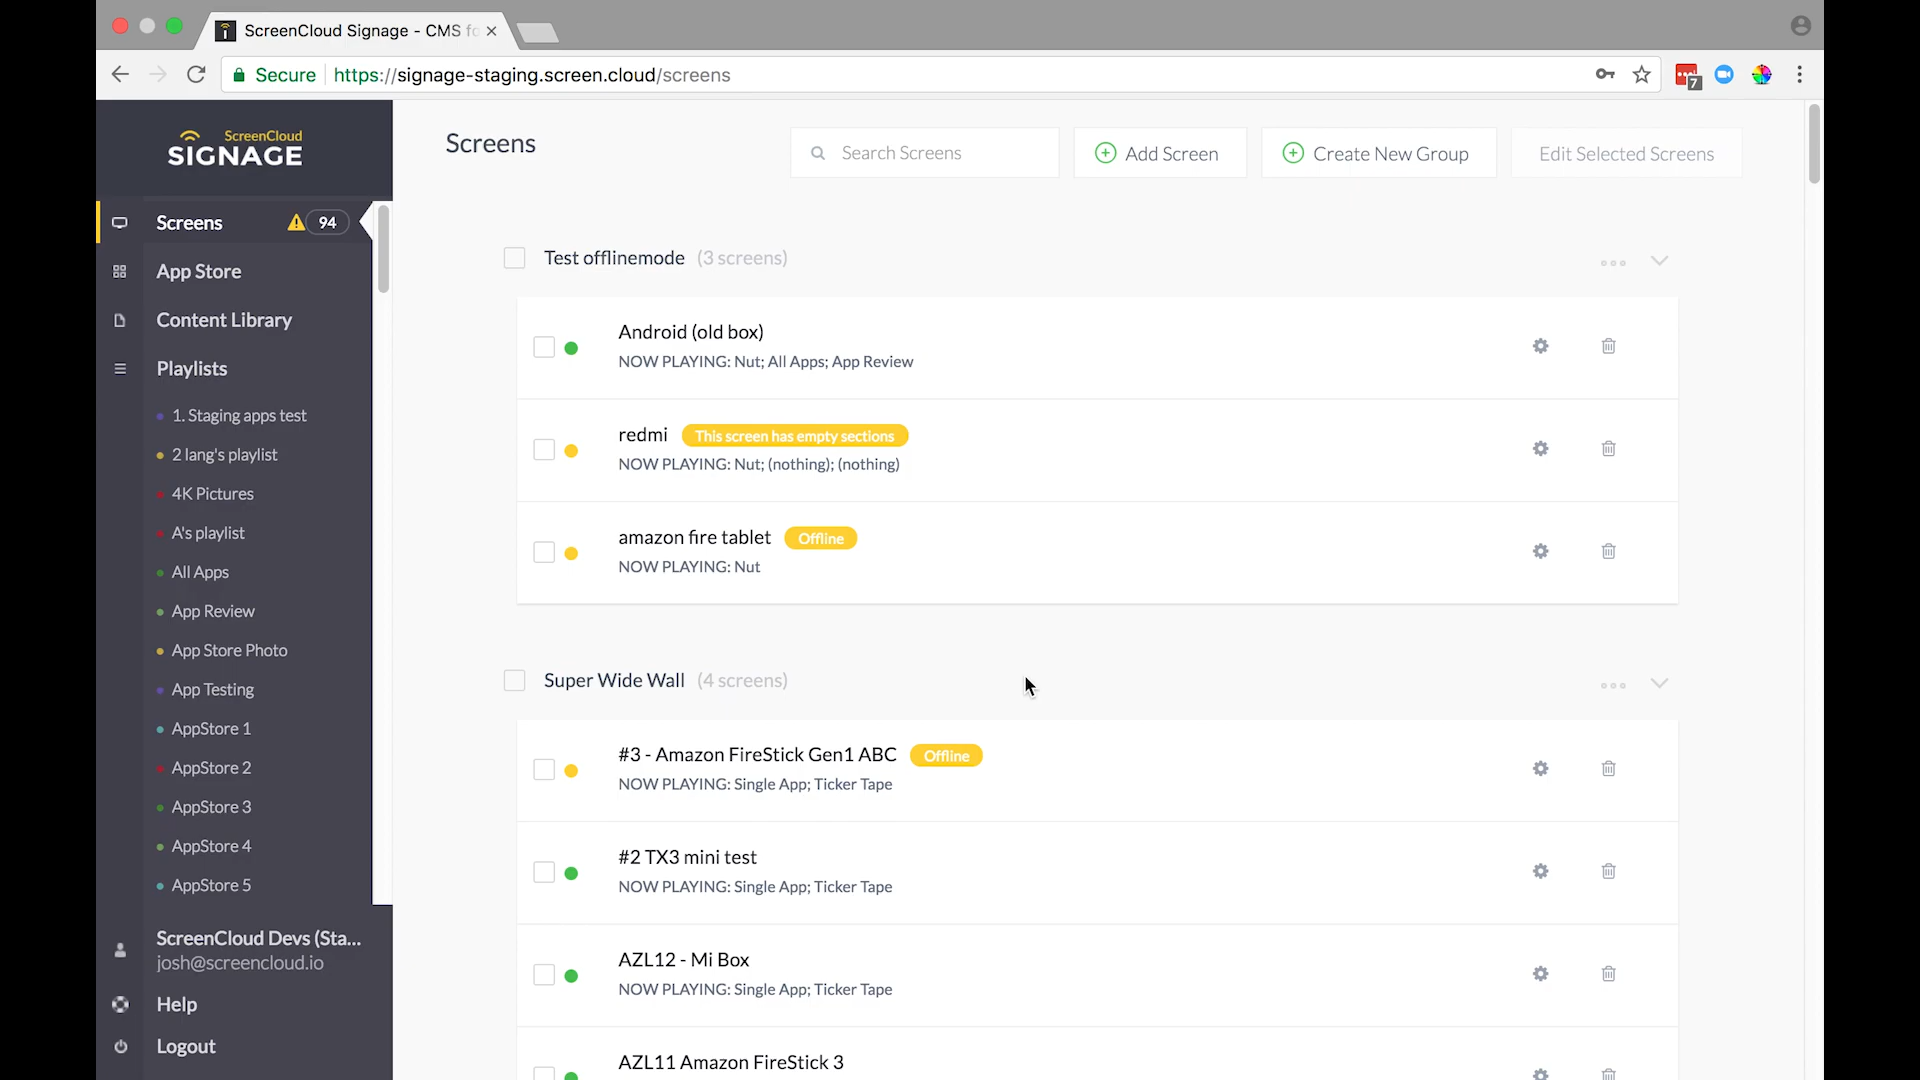 ScreenCloud Signage - CMS fo
Secure https://signage-staging.screen.cloud/screens
7
ScreenCloud
SIGNAGE
Screens 94
App Store
Content Library
Playlists
1. Staging apps test
2 lang's playlist
4K Pictures
A's playlist
All Apps
App Review
App Store Photo
App Testing
AppStore 1
AppStore 2
AppStore 3
AppStore 4
AppStore 5
ScreenCloud Devs (Sta...
josh@screencloud.io
Help
Logout
Screens
Search Screens
Add Screen
Create New Group
Edit Selected Screens
Test offlinemode (3 screens)
Android (old box)
NOW PLAYING: Nut; All Apps; App Review
redmi This screen has empty sections
NOW PLAYING: Nut; (nothing); (nothing)
amazon fire tablet Offline
NOW PLAYING: Nut
Super Wide Wall (4 screens)
#3 - Amazon FireStick Gen1 ABC Offline
NOW PLAYING: Single App; Ticker Tape
#2 TX3 mini test
NOW PLAYING: Single App; Ticker Tape
AZL12 - Mi Box
NOW PLAYING: Single App; Ticker Tape
AZL11 Amazon FireStick 3